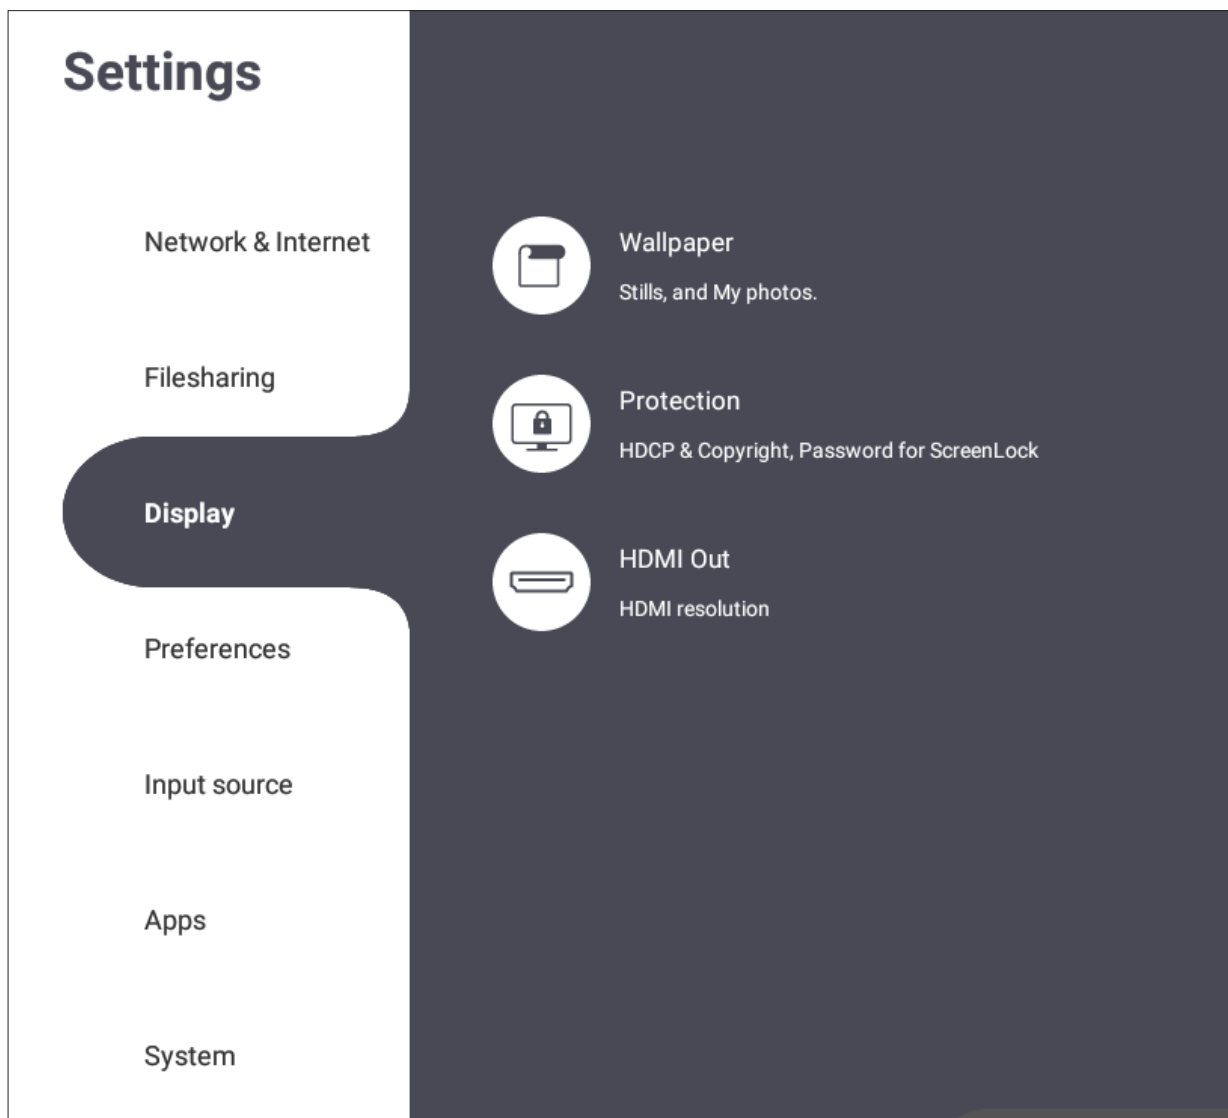 Settings
Network & Internet
Filesharing
Display
Preferences
Input source
Apps
System
Wallpaper
Stills, and My photos.
Protection
HDCP & Copyright, Password for ScreenLock
HDMI Out
HDMI resolution